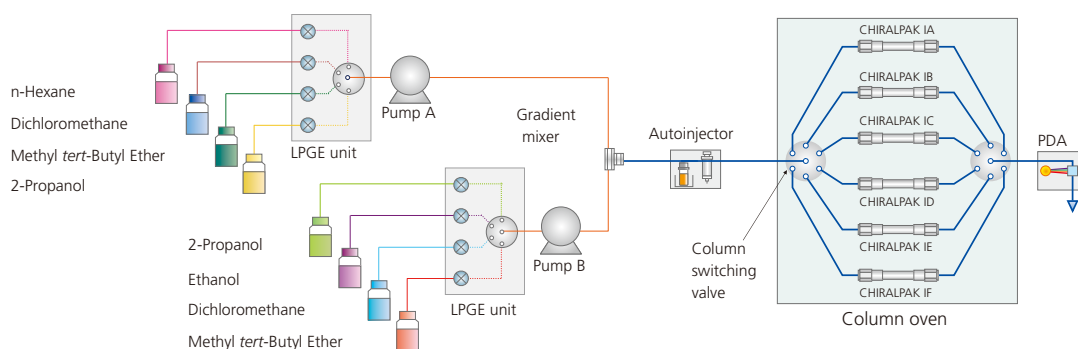 n-Hexane
Dichloromethane
Methyl tert-Butyl Ether
2-Propanol
LPGE unit
Pump A
2-Propanol
Ethanol
Dichloromethane
Methyl tert-Butyl Ether
LPGE unit
Pump B
Gradient
mixer
Autoinjector
Column
switching
valve
CHIRALPAK IA
CHIRALPAK IB
CHIRALPAK IC
CHIRALPAK ID
CHIRALPAK IE
CHIRALPAK IF
Column oven
PDA